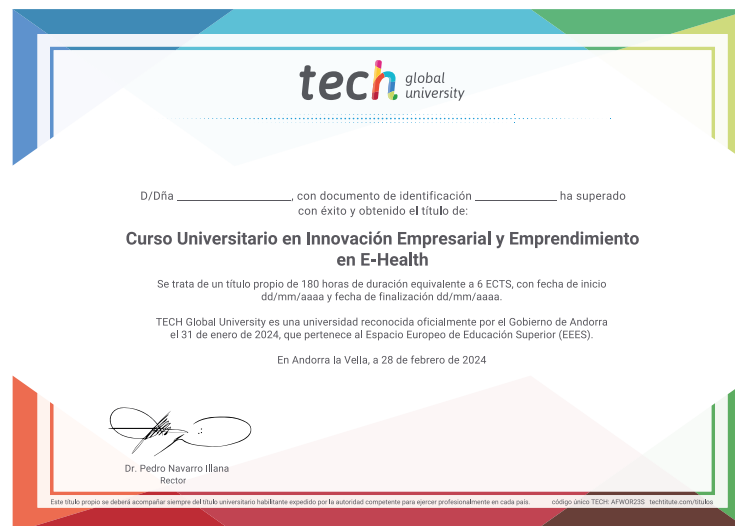 tech global
university
D/Dña ______________, con documento de identificación ______________ ha superado
con éxito y obtenido el título de:
Curso Universitario en Innovación Empresarial y Emprendimiento
en E-Health
Se trata de un título propio de 180 horas de duración equivalente a 6 ECTS, con fecha de inicio
dd/mm/aaaa y fecha de finalización dd/mm/aaaa.
TECH Global University es una universidad reconocida oficialmente por el Gobierno de Andorra
el 31 de enero de 2024, que pertenece al Espacio Europeo de Educación Superior (EEES).
En Andorra la Vella, a 28 de febrero de 2024
Dr. Pedro Navarro Illana
Rector
Este título propio se deberá acompañar siempre del título universitario habilitante expedido por la autoridad competente para ejercer profesionalmente en cada país. código único TECH: AFWOR23S techtitute.com/titulos